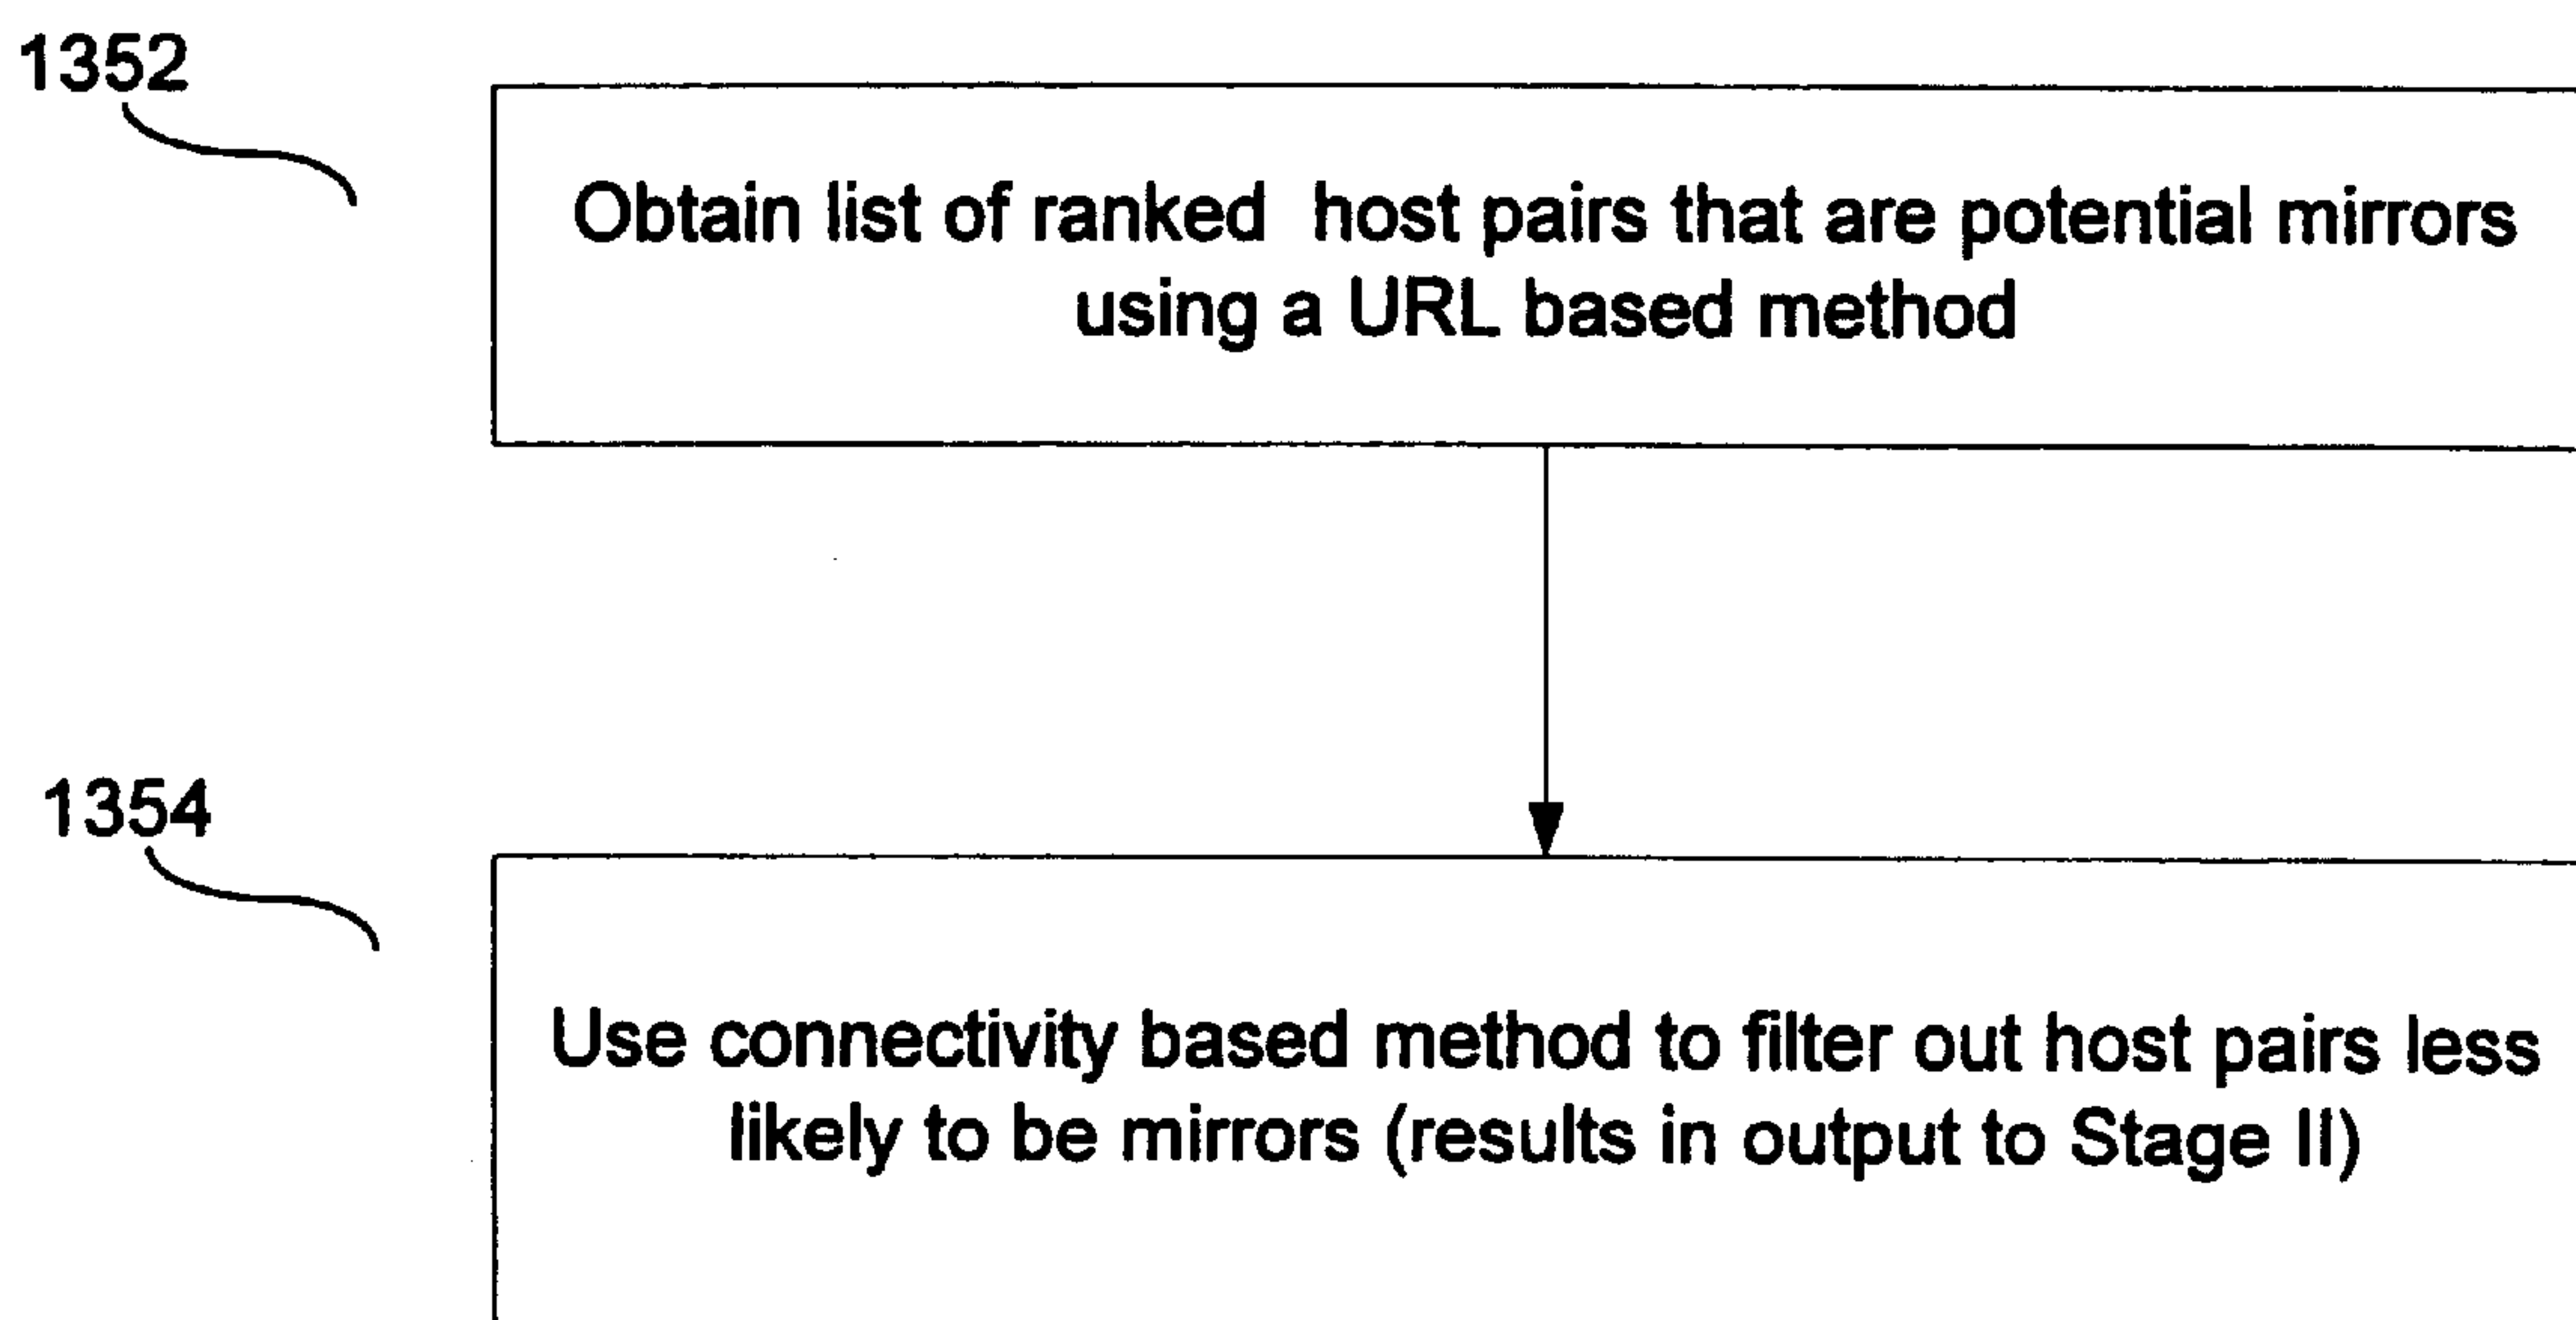 1352
Obtain list of ranked host pairs that are potential mirrors
using a URL based method
1354
Use connectivity based method to filter out host pairs less
likely to be mirrors (results in output to Stage II)